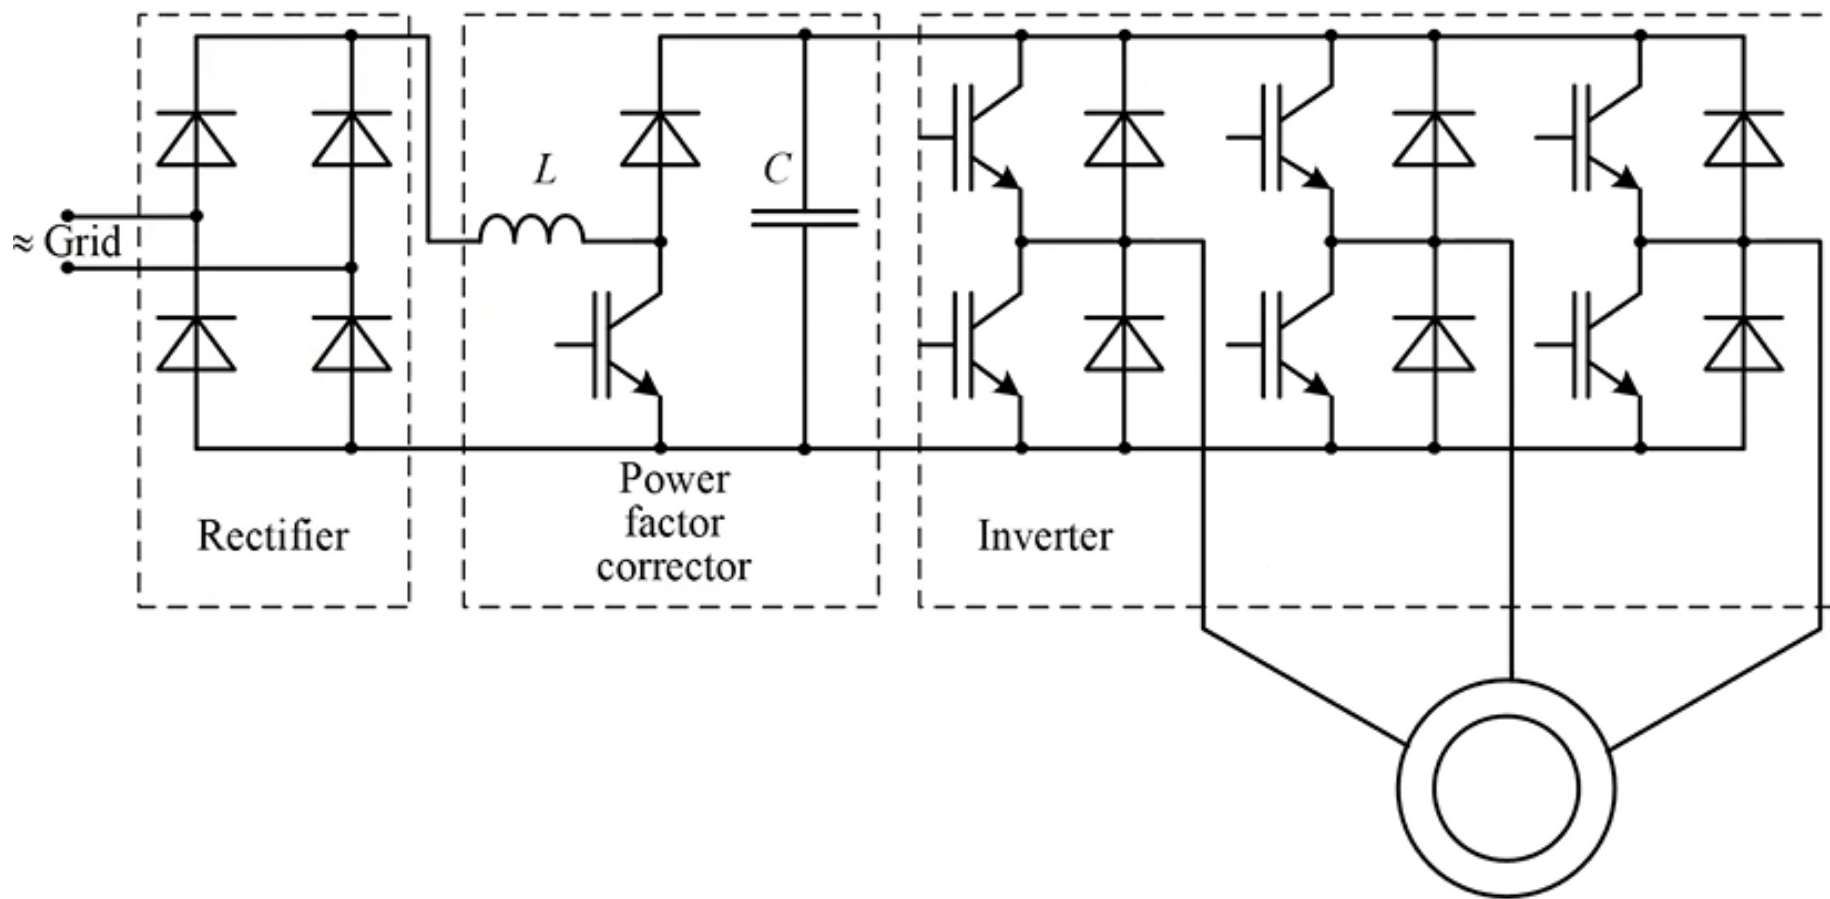 ≈ Grid
L
C
Rectifier
Power
factor
corrector
Inverter